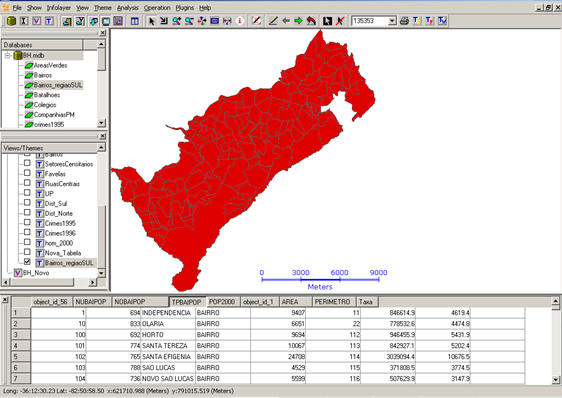 File Show Infolayer View Theme Analysis Operation Plugins Help
135353
Databases
BH.mdb
AreasVerdes
Bairros
Bairros_regiaoSUL
Batalhoes
Colegios
CompanhiasPM
crimes1995
Views/Themes
Bairros
SetoresCensitarios
Favelas
RuasCentrais
UP
Dist_Sul
Dist_Norte
Crimes1995
Crimes1996
hom_2000
Nova_Tabela
Bairros_regiaoSUL
BH_Novo
0 3000 6000 9000
Meters
object_id_56 NUBAIPOP NOBAIPOP TPBAIPOP POP2000 object_id_1 AREA PERIMETRO Taxa
1 1 694 INDEPENDENCIA BAIRRO 9407 11 846614.9 4619.4
2 10 833 OLARIA BAIRRO 6651 22 778532.6 4474.8
3 100 692 HORTO BAIRRO 9694 112 946455.9 5431.9
4 101 774 SANTA TEREZA BAIRRO 10067 113 842927.1 5202.4
5 102 765 SANTA EFIGENIA BAIRRO 24708 114 3039094.4 10676.5
6 103 788 SAO LUCAS BAIRRO 4529 115 371808.5 3774.5
7 104 736 NOVO SAO LUCAS BAIRRO 5599 116 507629.9 3147.9
Long: -36:12:30.23 Lat: -82:50:58.50 x:621710.988 (Meters) y:791015.519 (Meters)